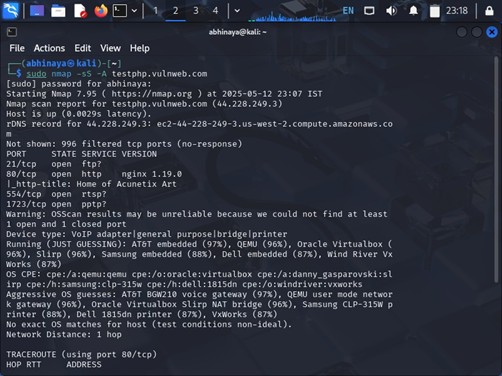 1 2 3 4
EN
23:18
abhinaya@kali: ~
File Actions Edit View Help
┌──(abhinaya㉿kali)-[~]
└─$ sudo nmap -sS -A testphp.vulnweb.com
[sudo] password for abhinaya:
Starting Nmap 7.95 ( https://nmap.org ) at 2025-05-12 23:07 IST
Nmap scan report for testphp.vulnweb.com (44.228.249.3)
Host is up (0.0029s latency).
rDNS record for 44.228.249.3: ec2-44-228-249-3.us-west-2.compute.amazonaws.co
m
Not shown: 996 filtered tcp ports (no-response)
PORT STATE SERVICE VERSION
21/tcp open ftp?
80/tcp open http nginx 1.19.0
|_http-title: Home of Acunetix Art
554/tcp open rtsp?
1723/tcp open pptp?
Warning: OSScan results may be unreliable because we could not find at least
1 open and 1 closed port
Device type: VoIP adapter|general purpose|bridge|printer
Running (JUST GUESSING): AT&T embedded (97%), QEMU (96%), Oracle Virtualbox (
96%), Slirp (96%), Samsung embedded (88%), Dell embedded (87%), Wind River Vx
Works (87%)
OS CPE: cpe:/a:qemu:qemu cpe:/o:oracle:virtualbox cpe:/a:danny_gasparovski:sl
irp cpe:/h:samsung:clp-315w cpe:/h:dell:1815dn cpe:/o:windriver:vxworks
Aggressive OS guesses: AT&T BGW210 voice gateway (97%), QEMU user mode networ
k gateway (96%), Oracle Virtualbox Slirp NAT bridge (96%), Samsung CLP-315W p
rinter (88%), Dell 1815dn printer (87%), VxWorks (87%)
No exact OS matches for host (test conditions non-ideal).
Network Distance: 1 hop
TRACEROUTE (using port 80/tcp)
HOP RTT ADDRESS